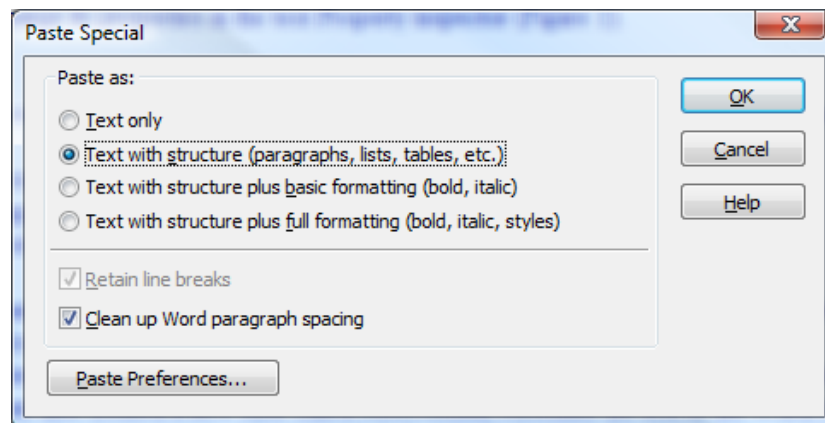 Paste Special
Paste as:
Text only
Text with structure (paragraphs, lists, tables, etc.)
Text with structure plus basic formatting (bold, italic)
Text with structure plus full formatting (bold, italic, styles)
Retain line breaks
Clean up Word paragraph spacing
Paste Preferences...
OK
Cancel
Help